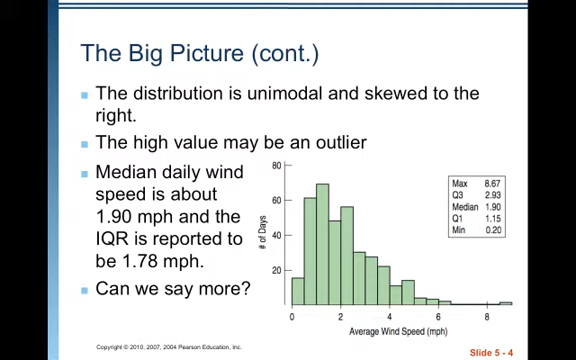 The Big Picture (cont.)
The distribution is unimodal and skewed to the
right.
The high value may be an outlier
Median daily wind
speed is about
1.90 mph and the
IQR is reported to
be 1.78 mph.
Can we say more?
80
60
40
20
# of Days
0 2 4 6 8
Average Wind Speed (mph)
Max 8.67
Q3 2.93
Median 1.90
Q1 1.15
Min 0.20
Copyright © 2010, 2007, 2004 Pearson Education, Inc.
Slide 5 - 4